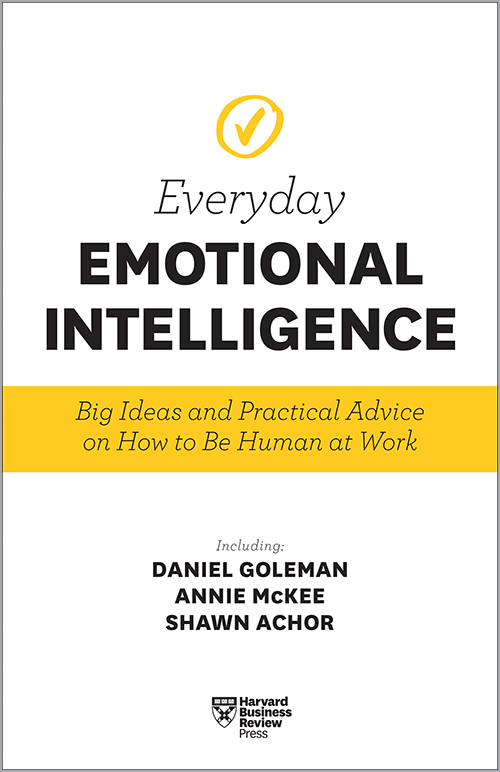 Everyday
EMOTIONAL
INTELLIGENCE
Big Ideas and Practical Advice
on How to Be Human at Work
Including:
DANIEL GOLEMAN
ANNIE McKEE
SHAWN ACHOR
Harvard
Business
Review
Press